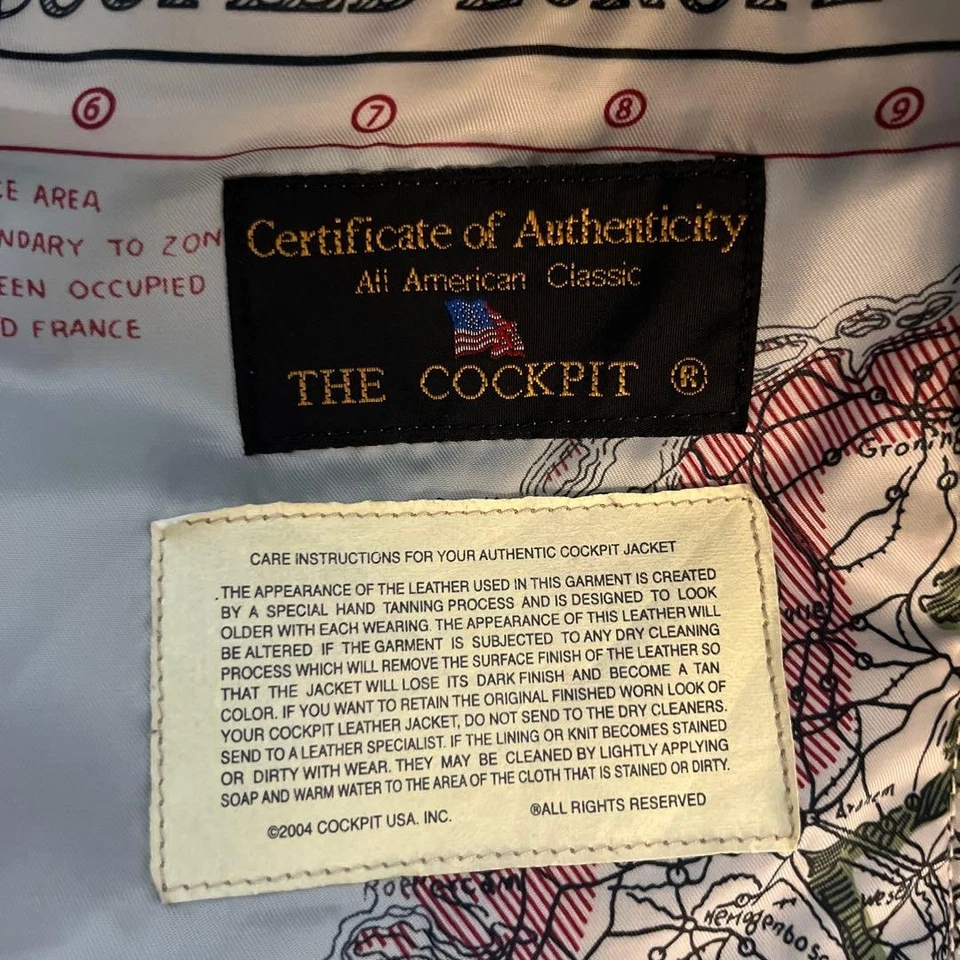 6 7 8 9
AREA
TO ZON
OCCUPIED
D FRANCE
Certificate of Authenticity
All American Classic
THE COCKPIT ®
Gronin
CARE INSTRUCTIONS FOR YOUR AUTHENTIC COCKPIT JACKET
.THE APPEARANCE OF THE LEATHER USED IN THIS GARMENT IS CREATED
BY A SPECIAL HAND TANNING PROCESS AND IS DESIGNED TO LOOK
OLDER WITH EACH WEARING. THE APPEARANCE OF THIS LEATHER WILL
BE ALTERED IF THE GARMENT IS SUBJECTED TO ANY DRY CLEANING
PROCESS WHICH WILL REMOVE THE SURFACE FINISH OF THE LEATHER SO
THAT THE JACKET WILL LOSE ITS DARK FINISH AND BECOME A TAN
COLOR. IF YOU WANT TO RETAIN THE ORIGINAL FINISHED WORN LOOK OF
YOUR COCKPIT LEATHER JACKET, DO NOT SEND TO THE DRY CLEANERS.
SEND TO A LEATHER SPECIALIST. IF THE LINING OR KNIT BECOMES STAINED
OR DIRTY WITH WEAR. THEY MAY BE CLEANED BY LIGHTLY APPLYING
SOAP AND WARM WATER TO THE AREA OF THE CLOTH THAT IS STAINED OR DIRTY.
©2004 COCKPIT USA. INC. ®ALL RIGHTS RESERVED
Arnhem
Rotterdam
Wesel